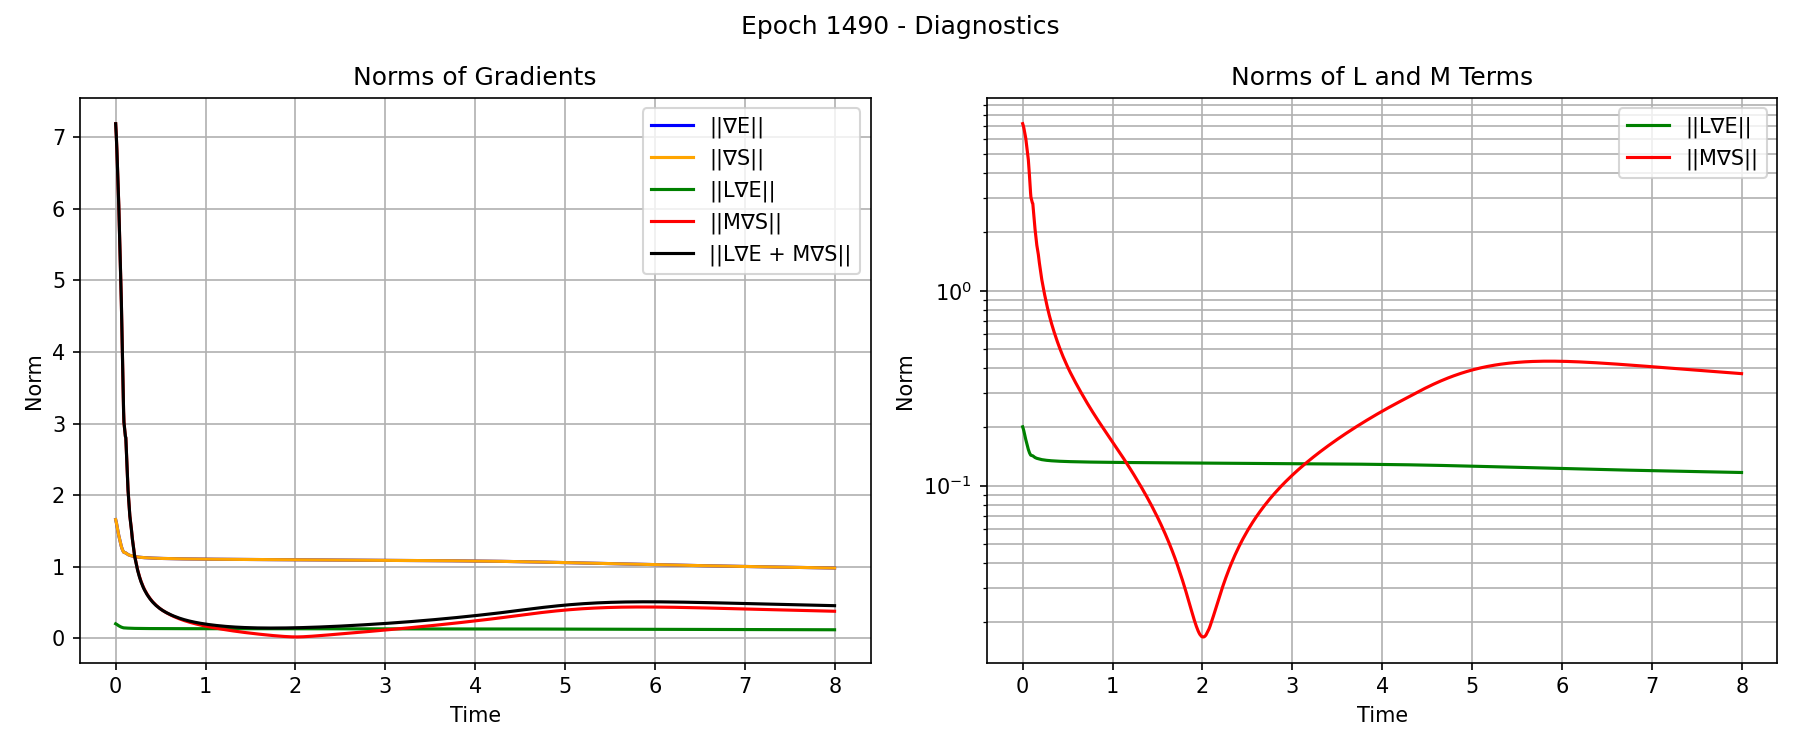 Epoch 1490 - Diagnostics
Norms of Gradients
Norm
7
6
5
4
3
2
1
0
0 1 2 3 4 5 6 7 8
Time
||∇E||
||∇S||
||L∇E||
||M∇S||
||L∇E + M∇S||
Norms of L and M Terms
Norm
10⁰
10⁻¹
0 1 2 3 4 5 6 7 8
Time
||L∇E||
||M∇S||